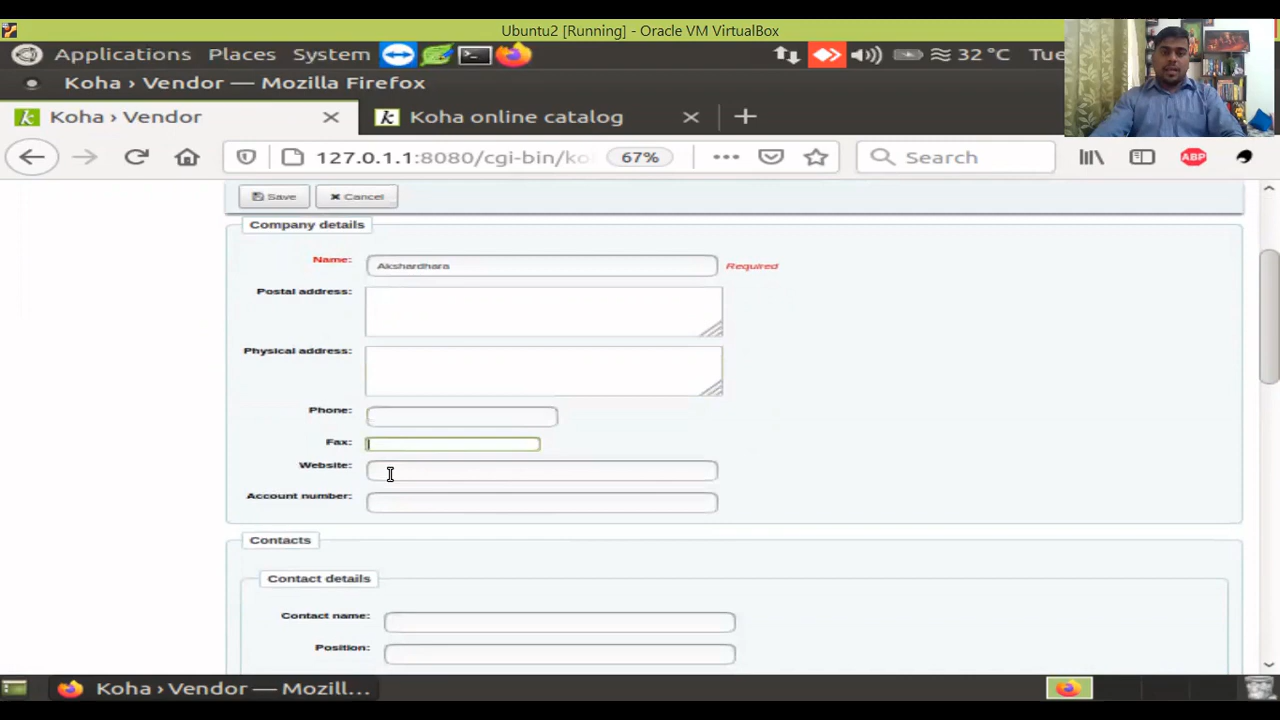 Ubuntu2 [Running] - Oracle VM VirtualBox
Applications Places System 32 °C Tue
Koha › Vendor — Mozilla Firefox
Koha › Vendor Koha online catalog
127.0.1.1:8080/cgi-bin/ko 67% Search ABP
Save Cancel
Company details
Name: Akshardhara Required
Postal address:
Physical address:
Phone:
Fax:
Website:
Account number:
Contacts
Contact details
Contact name:
Position:
Koha › Vendor — Mozill...